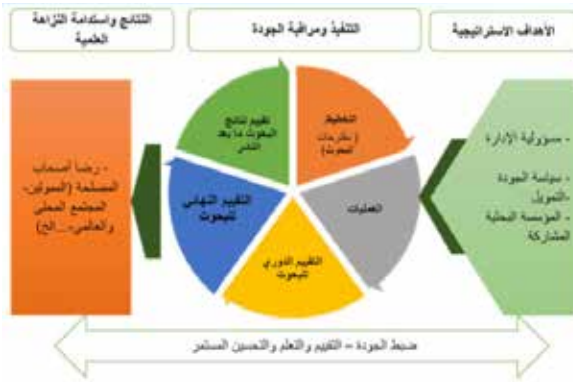 الأهداف الاستراتيجية
التنفيذ ومراقبة الجودة
النتائج واستدامة النزاهة
العلمية
- مسؤولية الإدارة
- سياسة الجودة
-التمويل
- المؤسسة البحثية
المشاركة
التخطيط
(مقترحات
البحوث)
العمليات
التقييم الدوري
للبحوث
التقييم النهائي
للبحوث
تقييم نتائج
البحوث ما بعد
النشر
- رضا أصحاب
المصلحة (الممولين-
المجتمع المحلي
والعالمي-...الخ)
ضبط الجودة – التقييم والتعلم والتحسين المستمر